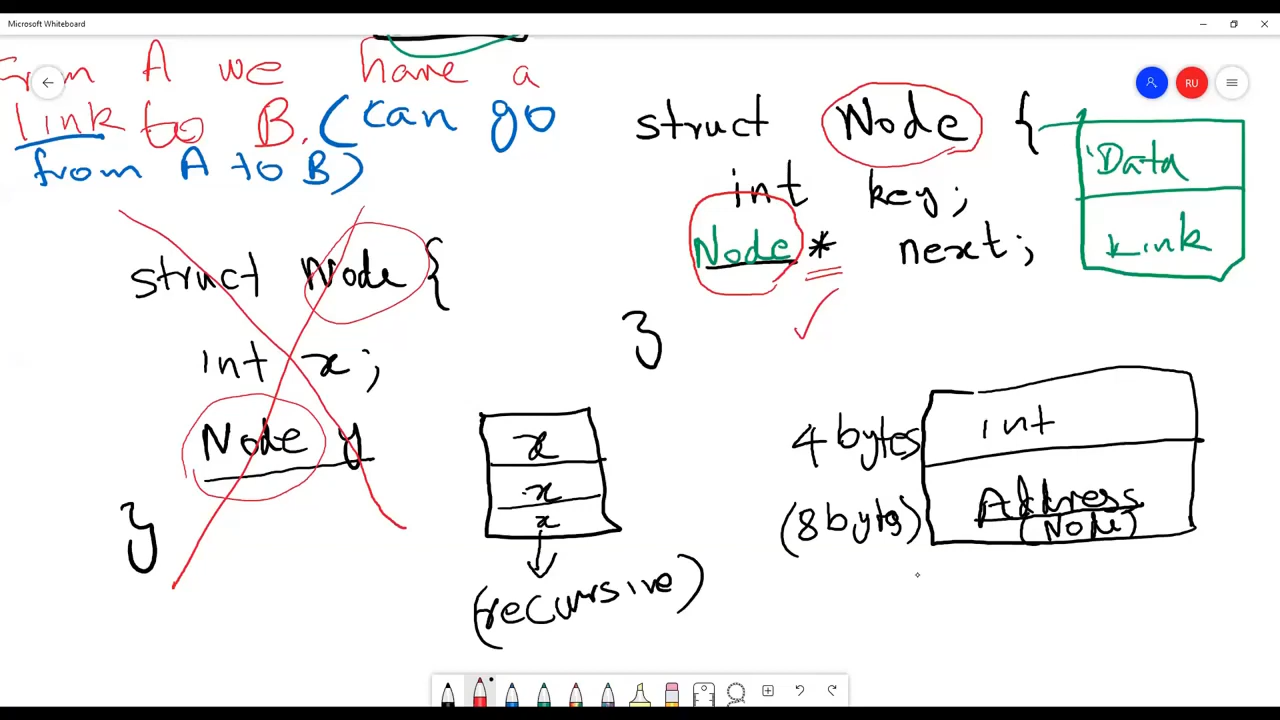 Microsoft Whiteboard
From A we have a
link to B. (can go
from A to B)
RU
struct Node {
int key;
Node * next;
}
Data
Link
struct Node {
int x;
Node y
}
x
x
x
(recursive)
4 bytes
int
(8 bytes)
Address
(Node)